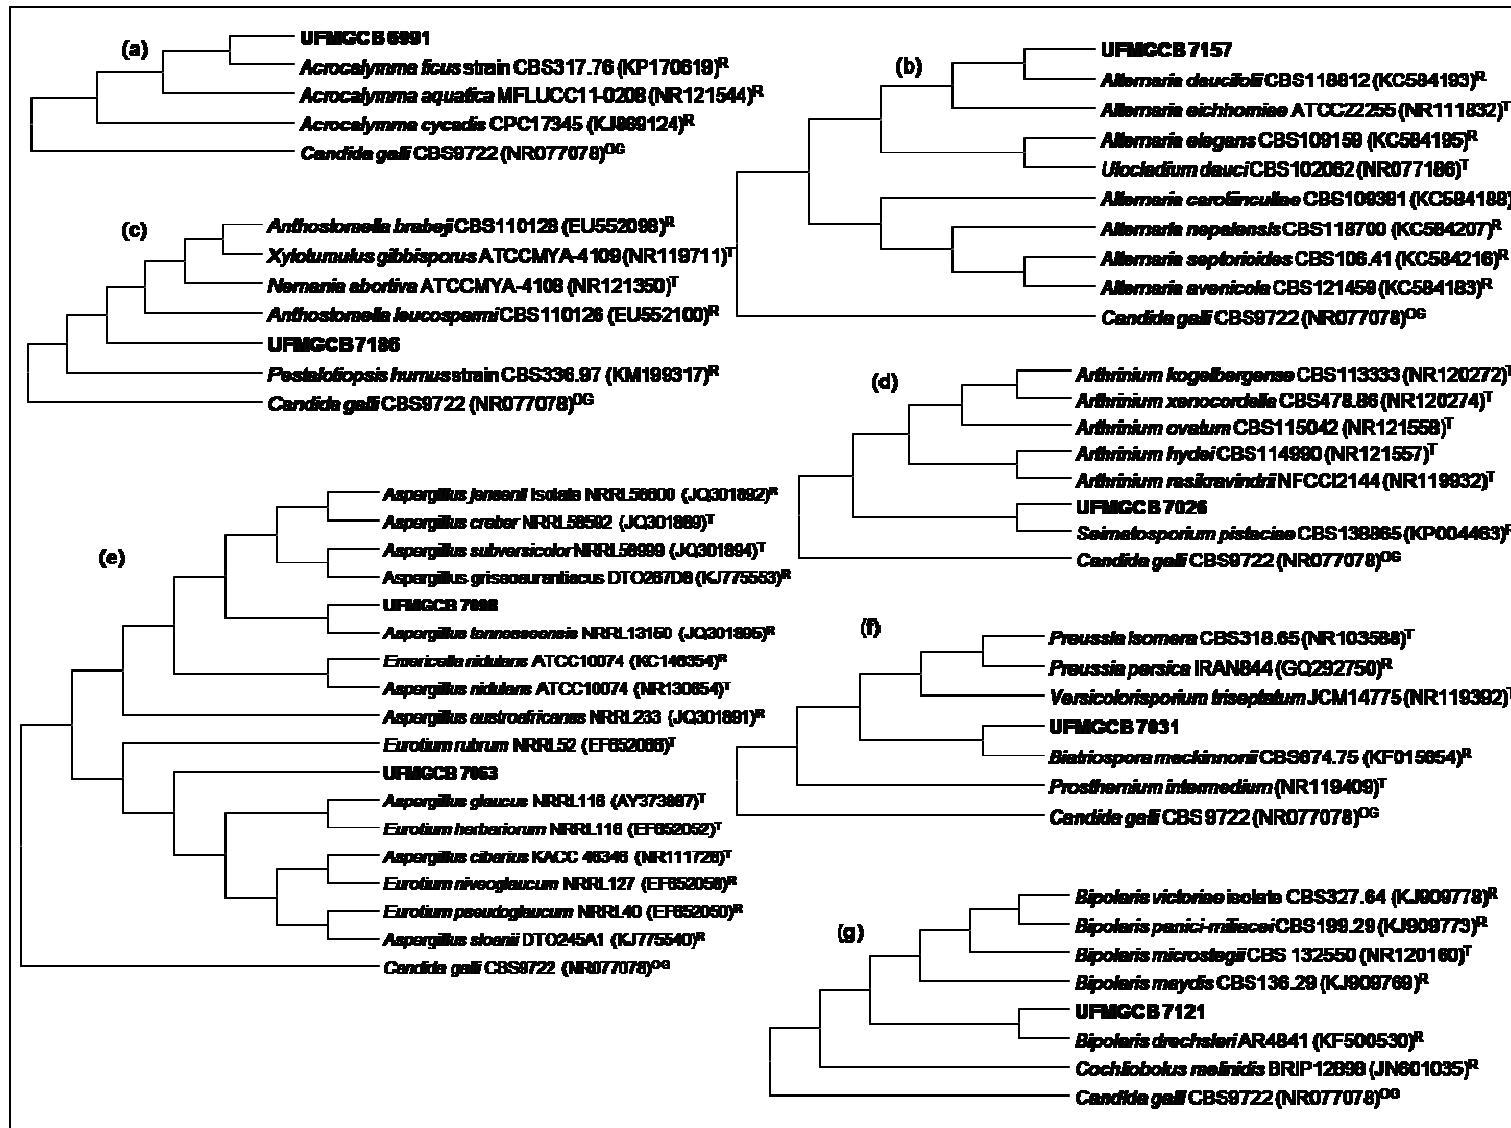 (a)
UFMGCB 6991
Acrocalymma ficus strain CBS317.76 (KP170619)R
Acrocalymma aquatica MFLUCC11-0208 (NR121544)R
Acrocalymma cycadis CPC17345 (KJ869124)R
Candida galli CBS9722 (NR077078)OG
(b)
UFMGCB 7157
Alternaria daucifolii CBS118812 (KC584193)R
Alternaria eichhorniae ATCC22255 (NR111832)T
Alternaria elegans CBS109159 (KC584195)R
Ulocladium dauci CBS102062 (NR077186)T
Alternaria carotiincultae CBS109381 (KC584188)
Alternaria nepalensis CBS118700 (KC584207)R
Alternaria septorioides CBS106.41 (KC584216)R
Alternaria avenicola CBS121459 (KC584183)R
Candida galli CBS9722 (NR077078)OG
(c)
Anthostomella brabeji CBS110128 (EU552098)R
Xylotumulus gibbisporus ATCCMYA-4109 (NR119711)T
Nemania abortiva ATCCMYA-4108 (NR121350)T
Anthostomella leucospermi CBS110126 (EU552100)R
UFMGCB 7186
Pestalotiopsis humus strain CBS336.97 (KM199317)R
Candida galli CBS9722 (NR077078)OG
(d)
Arthrinium kogelbergense CBS113333 (NR120272)T
Arthrinium xenocordella CBS478.86 (NR120274)T
Arthrinium ovatum CBS115042 (NR121558)T
Arthrinium hydei CBS114990 (NR121557)T
Arthrinium rasikravindrii NFCCI2144 (NR119932)T
UFMGCB 7026
Seimatosporium pistaciae CBS138865 (KP004463)R
Candida galli CBS9722 (NR077078)OG
(e)
Aspergillus jensenii isolate NRRL58600 (JQ301892)R
Aspergillus creber NRRL58592 (JQ301889)T
Aspergillus subversicolor NRRL58999 (JQ301894)T
Aspergillus griseoaurantiacus DTO267D8 (KJ775553)R
UFMGCB
Aspergillus tennesseensis NRRL13150 (JQ301895)R
Emericella nidulans ATCC10074 (KC146354)R
Aspergillus nidulans ATCC10074 (NR130654)T
Aspergillus austroafricanus NRRL233 (JQ301891)R
Eurotium rubrum NRRL52 (EF652066)T
UFMGCB 7053
Aspergillus glaucus NRRL116 (AY373887)T
Eurotium herbariorum NRRL116 (EF652052)T
Aspergillus cibarius KACC 46346 (NR111726)T
Eurotium niveoglaucum NRRL127 (EF652058)R
Eurotium pseudoglaucum NRRL40 (EF652050)R
Aspergillus sloanii DTO245A1 (KJ775540)R
Candida galli CBS9722 (NR077078)OG
(f)
Preussia isomera CBS318.65 (NR103588)T
Preussia persica IRAN844 (GQ292750)R
Versicolorisporium triseptatum JCM14775 (NR119392)T
UFMGCB 7031
Biatriospora mackinnonii CBS674.75 (KF015654)R
Prosthemium intermedium (NR119409)T
Candida galli CBS 9722 (NR077078)OG
(g)
Bipolaris victoriae isolate CBS327.64 (KJ909778)R
Bipolaris panici-miliacei CBS199.29 (KJ909773)R
Bipolaris microstegii CBS 132550 (NR120160)T
Bipolaris maydis CBS136.29 (KJ909769)R
UFMGCB 7121
Bipolaris drechsleri AR4841 (KF500530)R
Cochliobolus melinidis BRIP12898 (JN601035)R
Candida galli CBS9722 (NR077078)OG